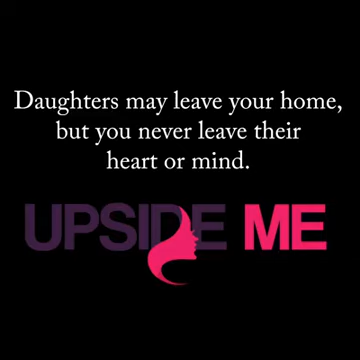 Daughters may leave your home,
but you never leave their
heart or mind.
UPSIDE ME